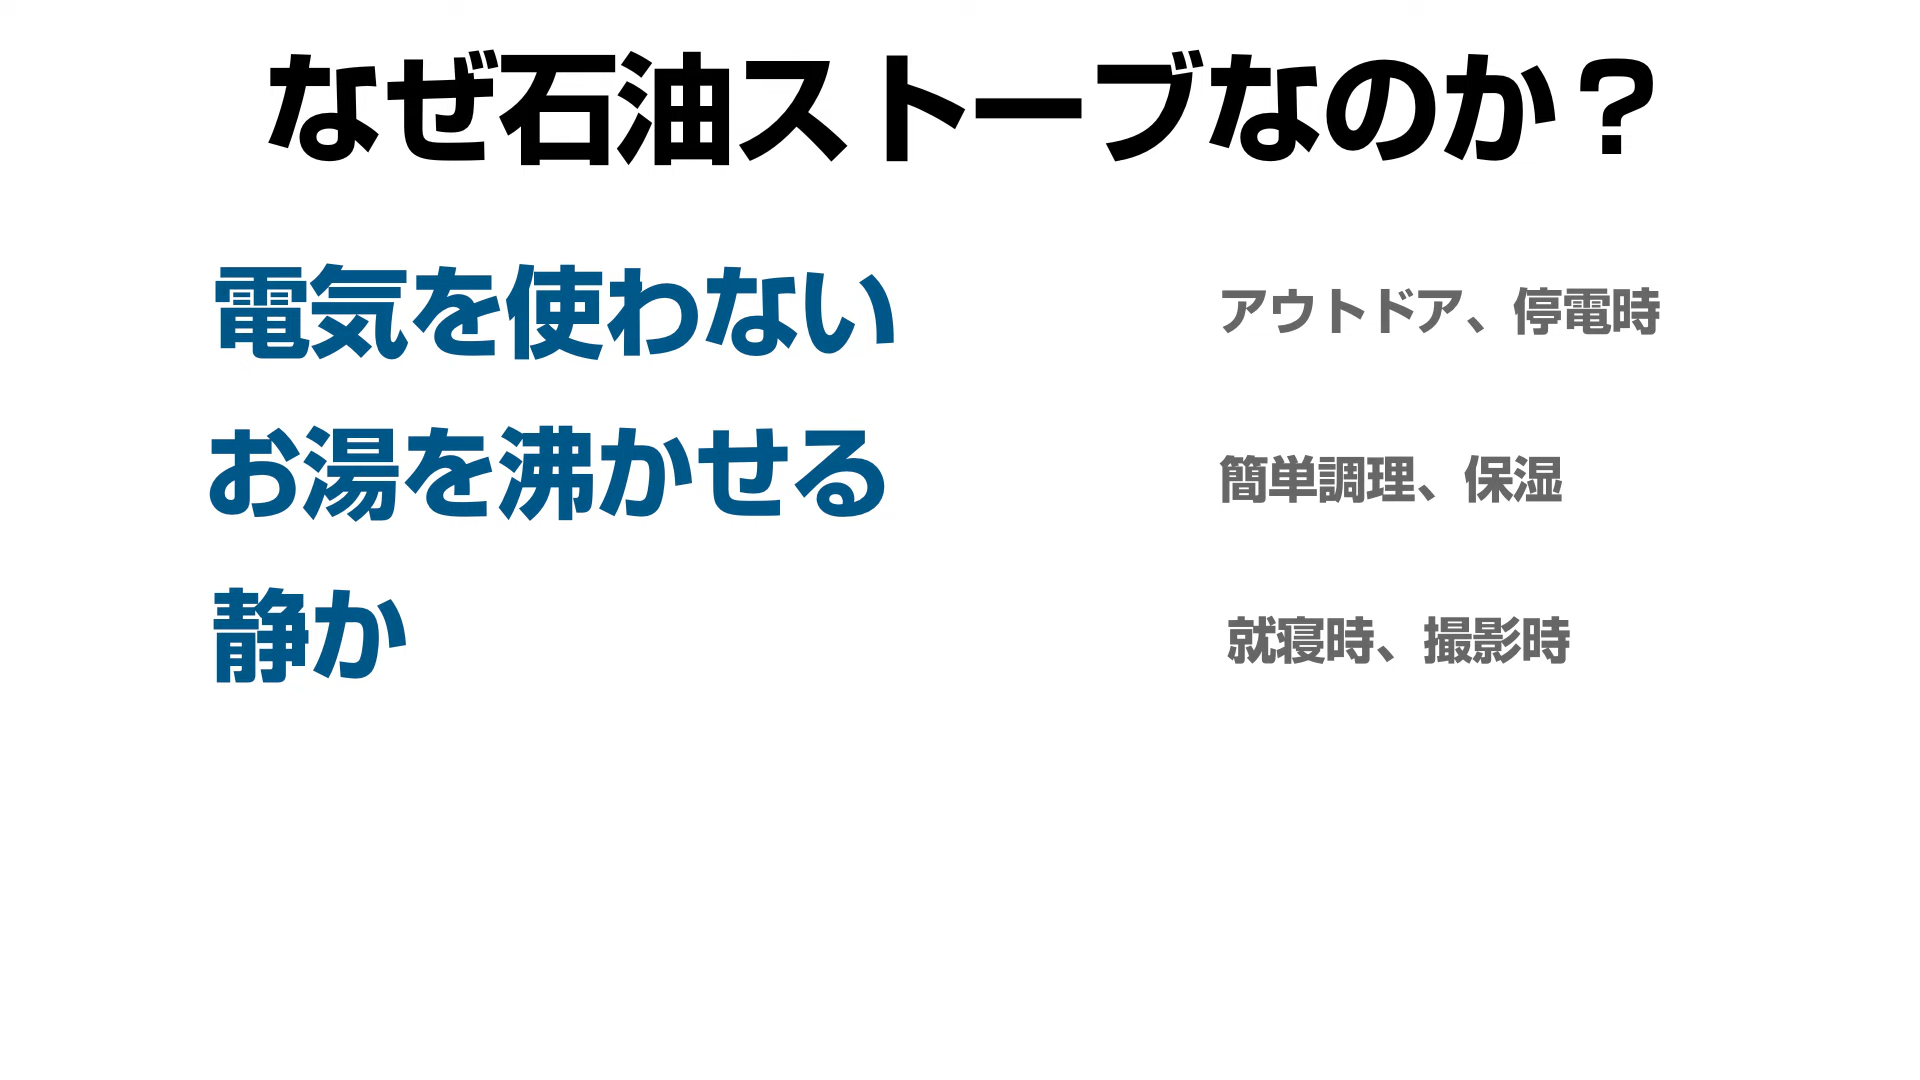 なぜ石油ストーブなのか？
電気を使わない アウトドア、停電時
お湯を沸かせる 簡単調理、保湿
静か 就寝時、撮影時